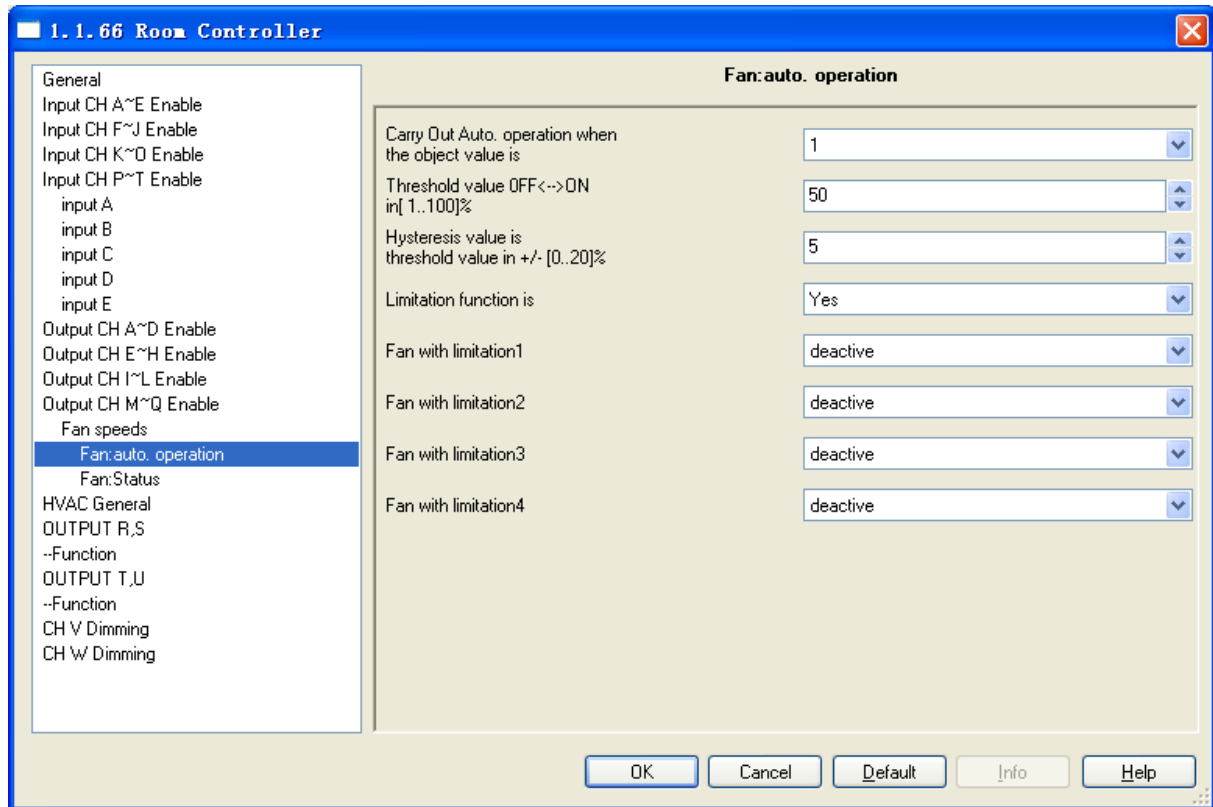 1.1.66 Room Controller
General
Input CH A~E Enable
Input CH F~J Enable
Input CH K~O Enable
Input CH P~T Enable
input A
input B
input C
input D
input E
Output CH A~D Enable
Output CH E~H Enable
Output CH I~L Enable
Output CH M~Q Enable
Fan speeds
Fan:auto. operation
Fan:Status
HVAC General
OUTPUT R,S
--Function
OUTPUT T,U
--Function
CH V Dimming
CH W Dimming
Fan:auto. operation
Carry Out Auto. operation when
the object value is
1
Threshold value 0FF<-->ON
in[ 1..100]%
50
Hysteresis value is
threshold value in +/- [0..20]%
5
Limitation function is
Yes
Fan with limitation1
deactive
Fan with limitation2
deactive
Fan with limitation3
deactive
Fan with limitation4
deactive
OK
Cancel
Default
Info
Help